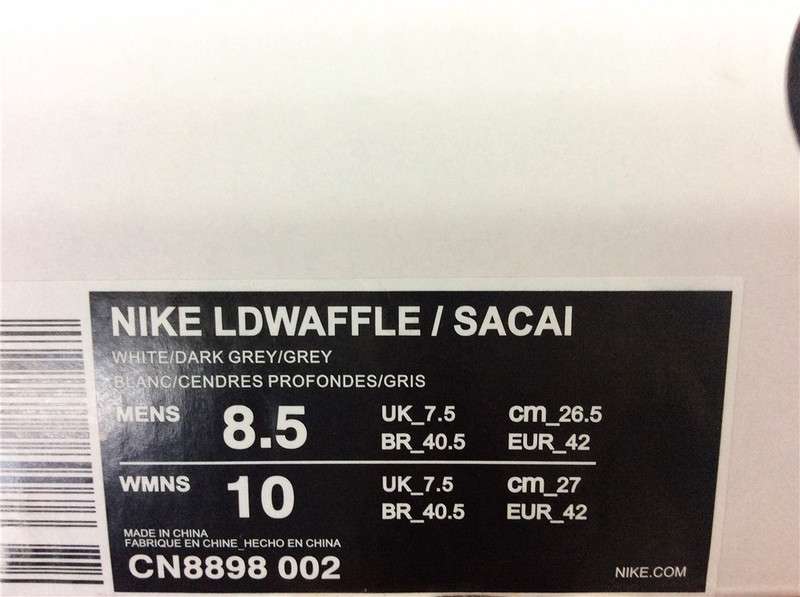 NIKE LDWAFFLE / SACAI
WHITE/DARK GREY/GREY
BLANC/CENDRES PROFONDES/GRIS
MENS 8.5 UK_7.5 cm_26.5
BR_40.5 EUR_42
WMNS 10 UK_7.5 cm_27
BR_40.5 EUR_42
MADE IN CHINA
FABRIQUE EN CHINE_HECHO EN CHINA
CN8898 002 NIKE.COM